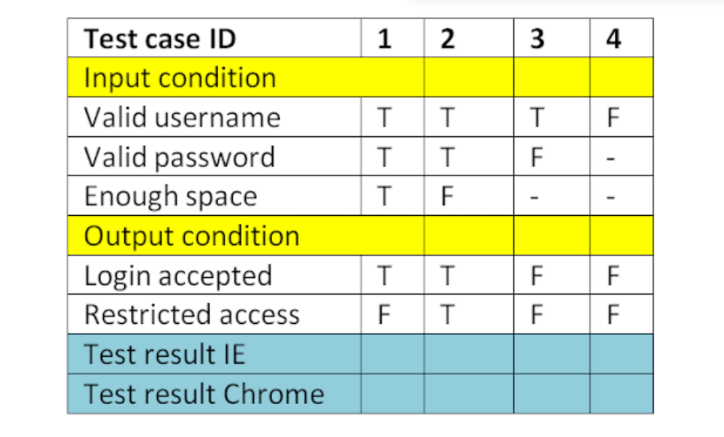 Test case ID 1 2 3 4
Input condition
Valid username T T T F
Valid password T T F -
Enough space T F - -
Output condition
Login accepted T T F F
Restricted access F T F F
Test result IE
Test result Chrome